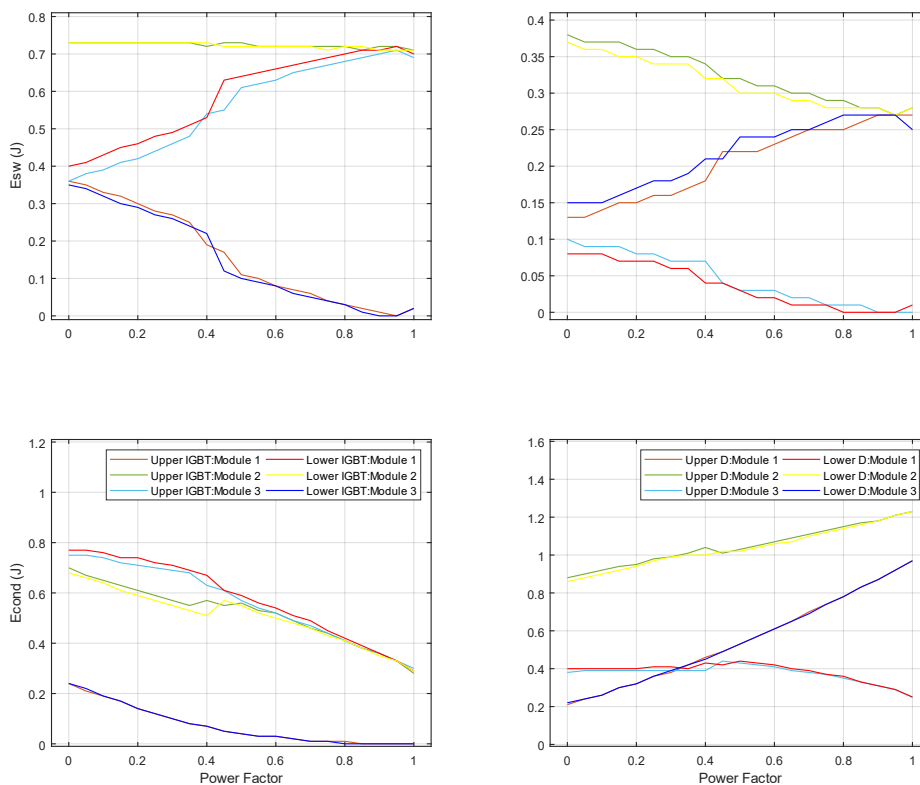 0.8
0.7
0.6
0.5
0.4
0.3
0.2
0.1
0
Esw (J)
0 0.2 0.4 0.6 0.8 1
0.4
0.35
0.3
0.25
0.2
0.15
0.1
0.05
0
0 0.2 0.4 0.6 0.8 1
1.2
1
0.8
0.6
0.4
0.2
0
Econd (J)
Upper IGBT:Module 1 Lower IGBT:Module 1
Upper IGBT:Module 2 Lower IGBT:Module 2
Upper IGBT:Module 3 Lower IGBT:Module 3
0 0.2 0.4 0.6 0.8 1
Power Factor
1.6
1.4
1.2
1
0.8
0.6
0.4
0.2
0
Upper D:Module 1 Lower D:Module 1
Upper D:Module 2 Lower D:Module 2
Upper D:Module 3 Lower D:Module 3
0 0.2 0.4 0.6 0.8 1
Power Factor